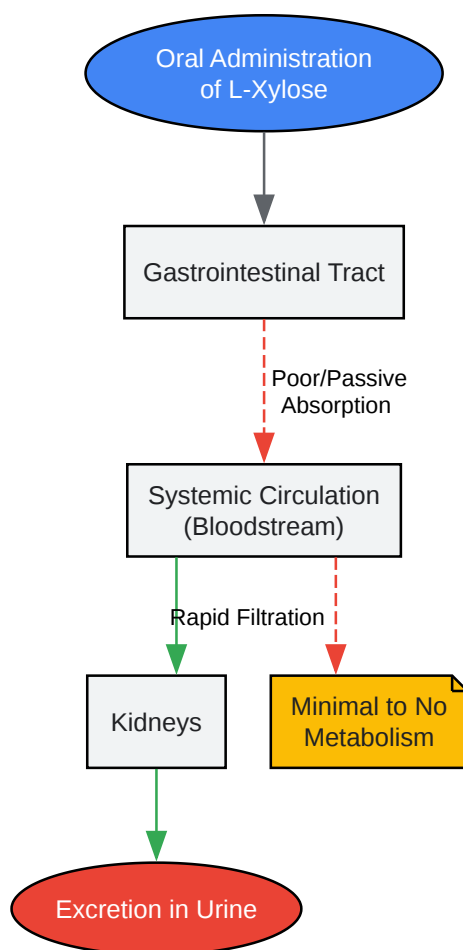 Oral Administration
of L-Xylose
Gastrointestinal Tract
Poor/Passive
Absorption
Systemic Circulation
(Bloodstream)
Rapid Filtration
Kidneys
Minimal to No
Metabolism
Excretion in Urine